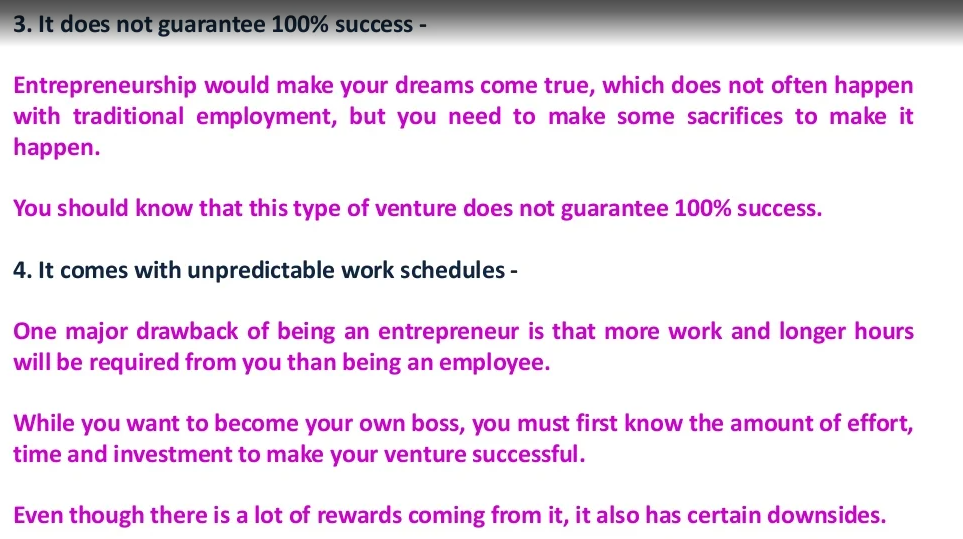 3. It does not guarantee 100% success -
Entrepreneurship would make your dreams come true, which does not often happen
with traditional employment, but you need to make some sacrifices to make it
happen.
You should know that this type of venture does not guarantee 100% success.
4. It comes with unpredictable work schedules -
One major drawback of being an entrepreneur is that more work and longer hours
will be required from you than being an employee.
While you want to become your own boss, you must first know the amount of effort,
time and investment to make your venture successful.
Even though there is a lot of rewards coming from it, it also has certain downsides.